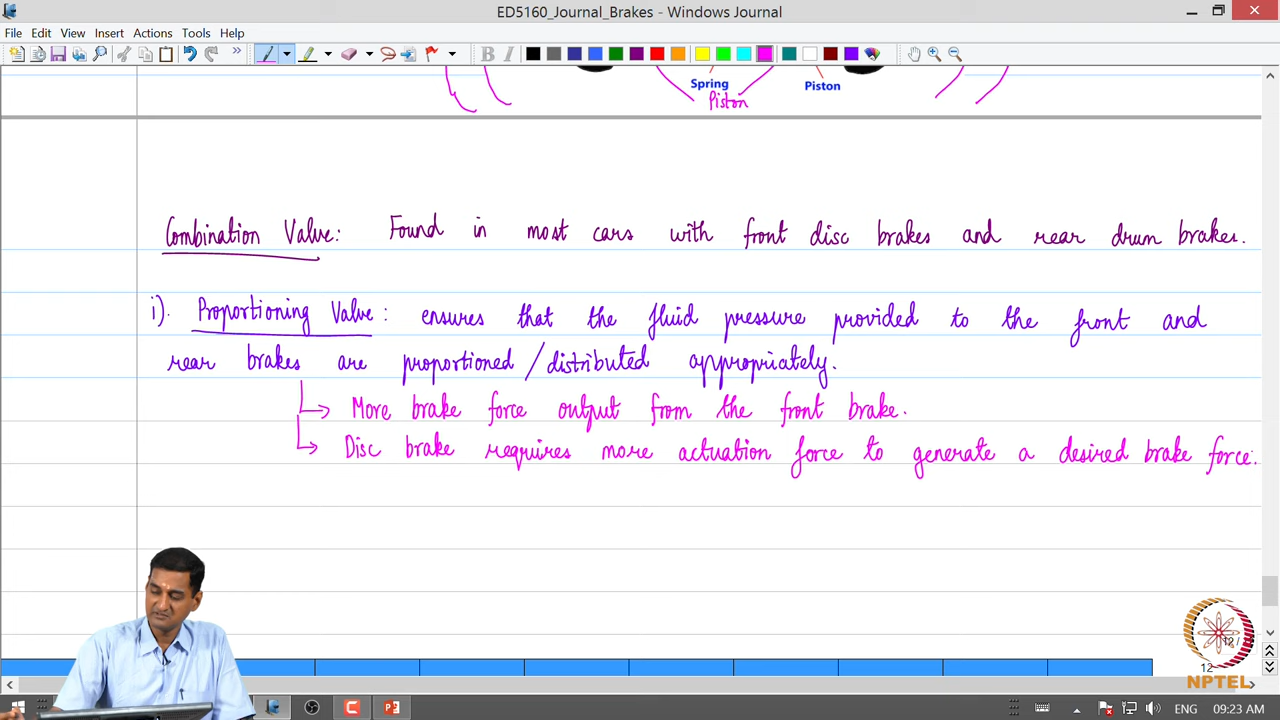 ED5160_Journal_Brakes - Windows Journal
File Edit View Insert Actions Tools Help
Spring
Piston
Piston
Combination Valve: Found in most cars with front disc brakes and rear drum brakes.
i). Proportioning Valve: ensures that the fluid pressure provided to the front and
rear brakes are proportioned/distributed appropriately.
More brake force output from the front brake.
Disc brake requires more actuation force to generate a desired brake force.
12
NPTEL
ENG 09:23 AM